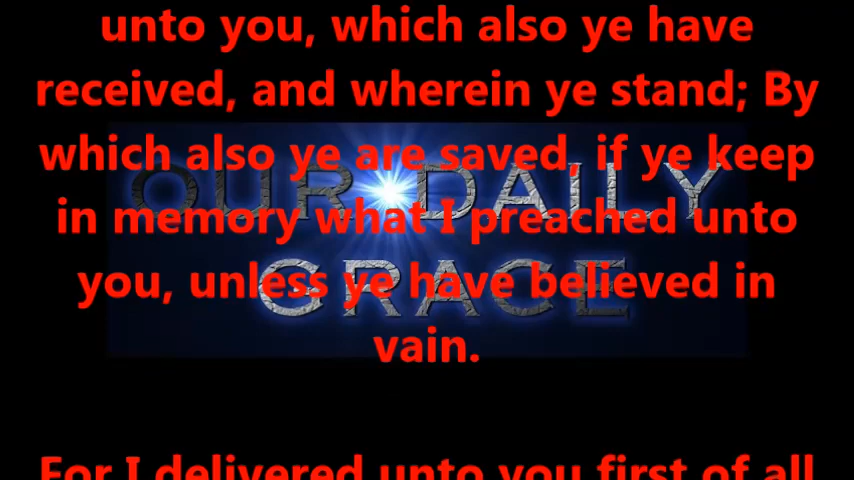 unto you, which also ye have
received, and wherein ye stand; By
which also ye are saved, if ye keep
OUR DAILY
in memory what I preached unto
you, unless ye have believed in
GRACE
vain.
For I delivered unto you first of all